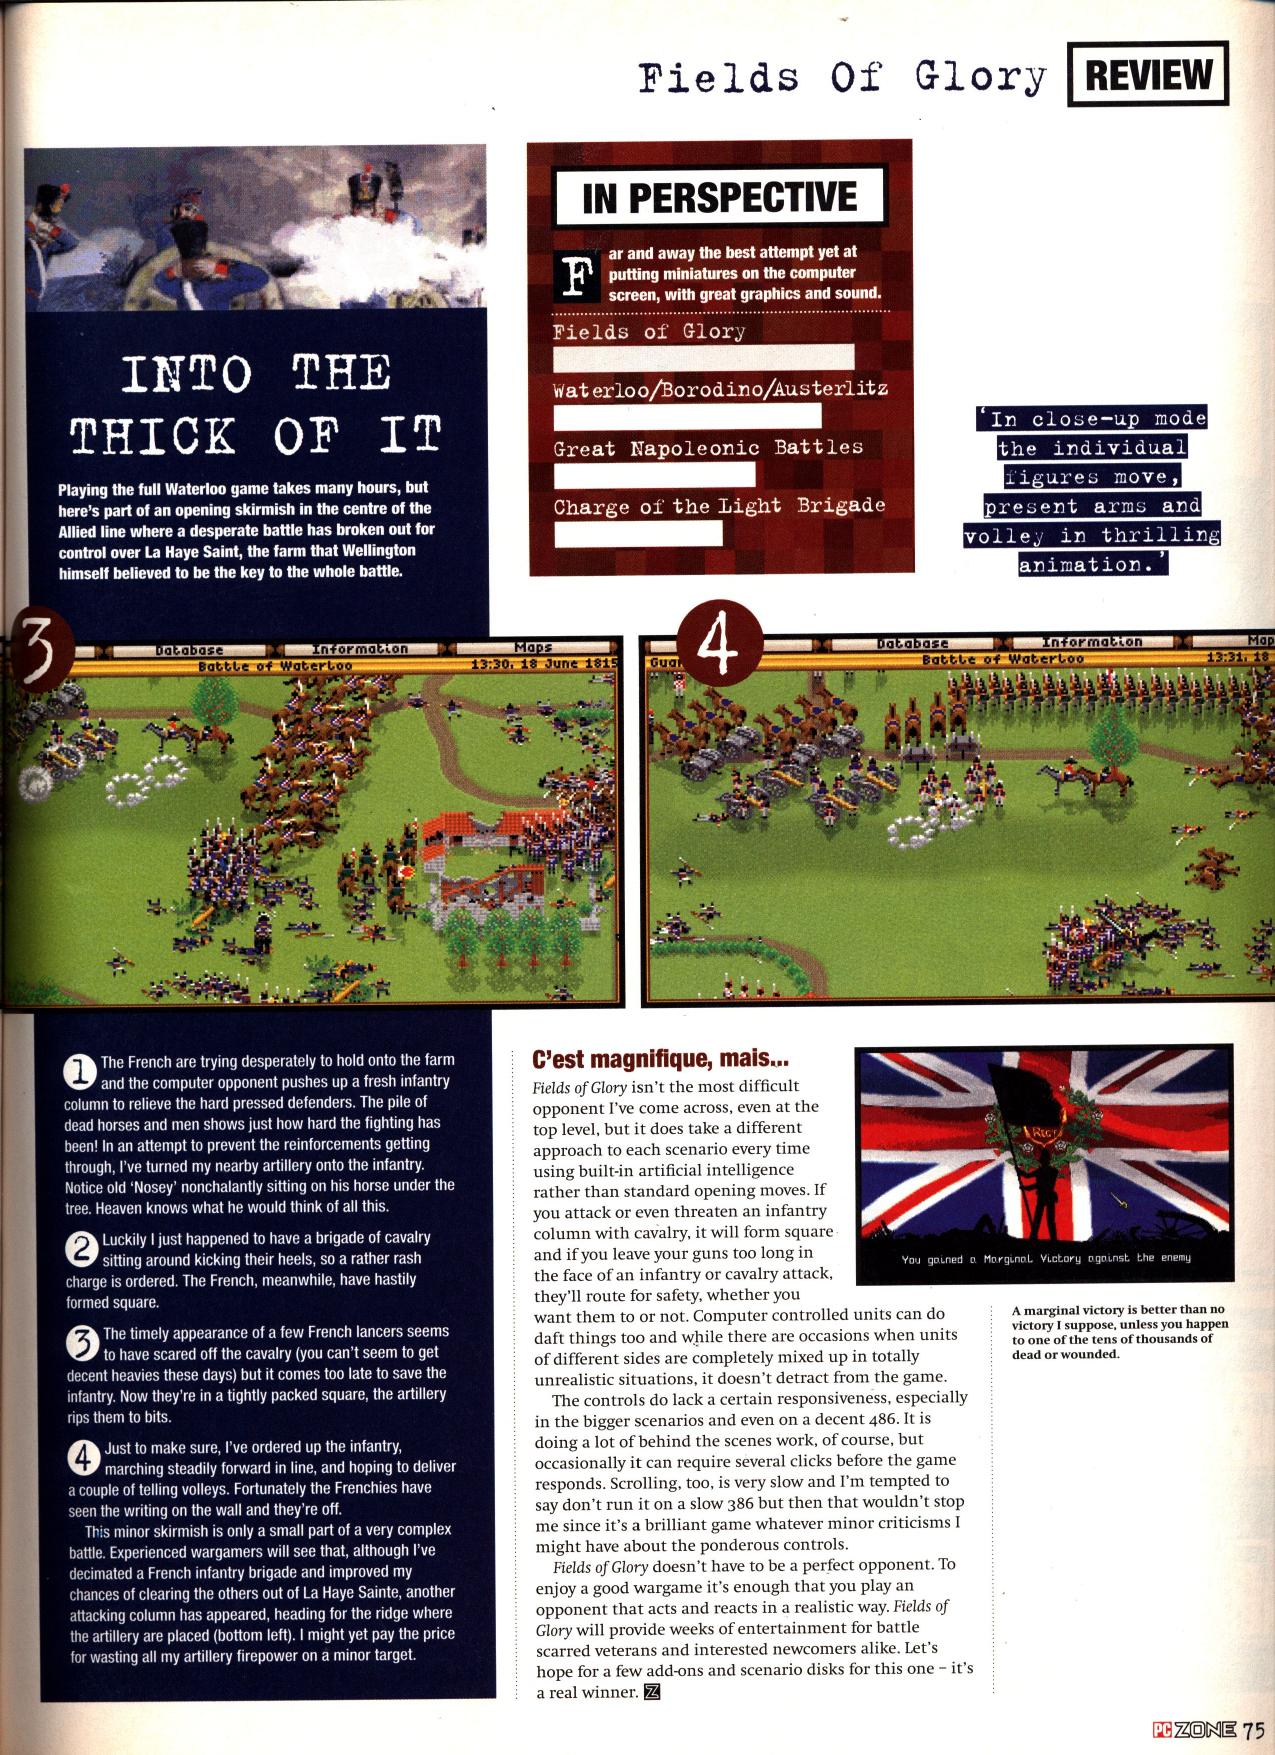 Fields Of Glory REVIEW
IN PERSPECTIVE
Far and away the best attempt yet at
putting miniatures on the computer
screen, with great graphics and sound.
Fields of Glory
Waterloo/Borodino/Austerlitz
Great Napoleonic Battles
Charge of the Light Brigade
INTO THE
THICK OF IT
Playing the full Waterloo game takes many hours, but
here's part of an opening skirmish in the centre of the
Allied line where a desperate battle has broken out for
control over La Haye Saint, the farm that Wellington
himself believed to be the key to the whole battle.
'In close-up mode
the individual
figures move,
present arms and
volley in thrilling
animation.'
3
Database Information Maps
Battle of Waterloo 13:30, 18 June 1815
4
Database Information Map
Guar Battle of Waterloo 13:31, 18
1 The French are trying desperately to hold onto the farm
and the computer opponent pushes up a fresh infantry
column to relieve the hard pressed defenders. The pile of
dead horses and men shows just how hard the fighting has
been! In an attempt to prevent the reinforcements getting
through, I've turned my nearby artillery onto the infantry.
Notice old 'Nosey' nonchalantly sitting on his horse under the
tree. Heaven knows what he would think of all this.
2 Luckily I just happened to have a brigade of cavalry
sitting around kicking their heels, so a rather rash
charge is ordered. The French, meanwhile, have hastily
formed square.
3 The timely appearance of a few French lancers seems
to have scared off the cavalry (you can't seem to get
decent heavies these days) but it comes too late to save the
infantry. Now they're in a tightly packed square, the artillery
rips them to bits.
4 Just to make sure, I've ordered up the infantry,
marching steadily forward in line, and hoping to deliver
a couple of telling volleys. Fortunately the Frenchies have
seen the writing on the wall and they're off.
This minor skirmish is only a small part of a very complex
battle. Experienced wargamers will see that, although I've
decimated a French infantry brigade and improved my
chances of clearing the others out of La Haye Sainte, another
attacking column has appeared, heading for the ridge where
the artillery are placed (bottom left). I might yet pay the price
for wasting all my artillery firepower on a minor target.
C'est magnifique, mais...
Fields of Glory isn't the most difficult
opponent I've come across, even at the
top level, but it does take a different
approach to each scenario every time
using built-in artificial intelligence
rather than standard opening moves. If
you attack or even threaten an infantry
column with cavalry, it will form square
and if you leave your guns too long in
the face of an infantry or cavalry attack,
they'll route for safety, whether you
want them to or not. Computer controlled units can do
daft things too and while there are occasions when units
of different sides are completely mixed up in totally
unrealistic situations, it doesn't detract from the game.
The controls do lack a certain responsiveness, especially
in the bigger scenarios and even on a decent 486. It is
doing a lot of behind the scenes work, of course, but
occasionally it can require several clicks before the game
responds. Scrolling, too, is very slow and I'm tempted to
say don't run it on a slow 386 but then that wouldn't stop
me since it's a brilliant game whatever minor criticisms I
might have about the ponderous controls.
Fields of Glory doesn't have to be a perfect opponent. To
enjoy a good wargame it's enough that you play an
opponent that acts and reacts in a realistic way. Fields of
Glory will provide weeks of entertainment for battle
scarred veterans and interested newcomers alike. Let's
hope for a few add-ons and scenario disks for this one – it's
a real winner. Z
You gained a Marginal Victory against the enemy
A marginal victory is better than no
victory I suppose, unless you happen
to one of the tens of thousands of
dead or wounded.
PC ZONE 75